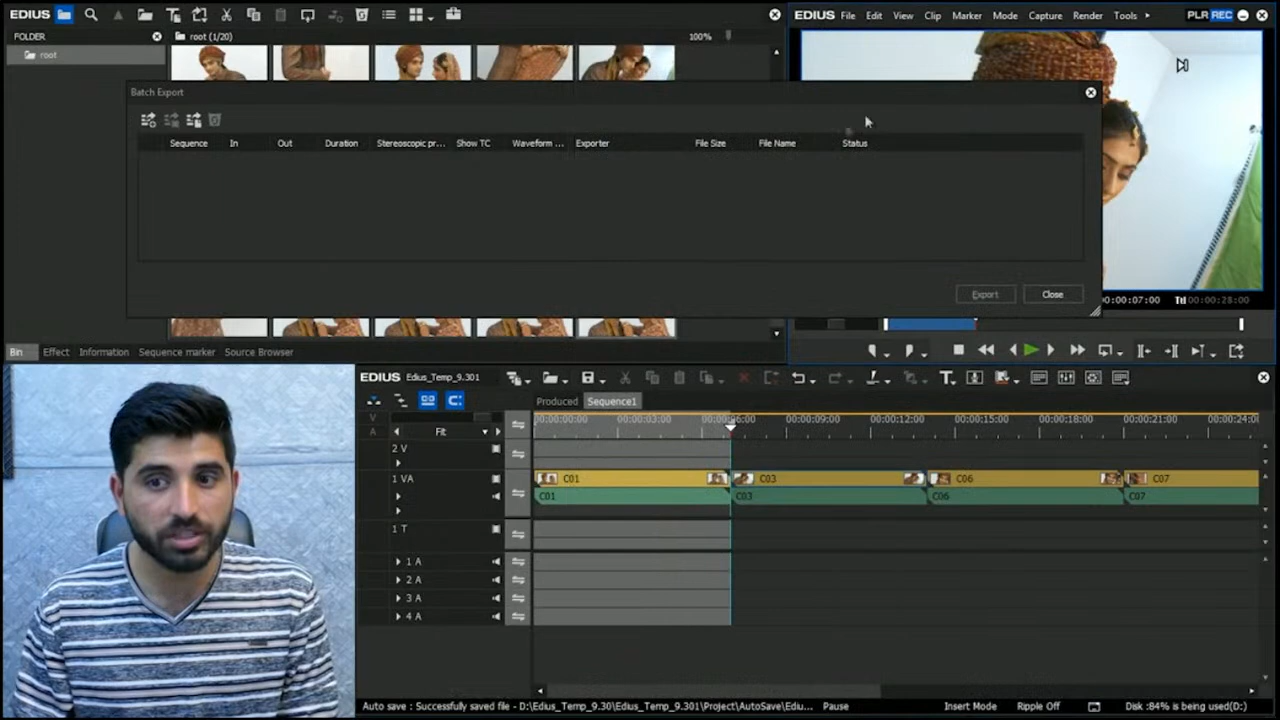 EDIUS
EDIUS File Edit View Clip Marker Mode Capture Render Tools PLR REC
FOLDER
root (1/20)
100%
root
Batch Export
Sequence In Out Duration Stereoscopic pr... Show TC Waveform ... Exporter File Size File Name Status
Export Close
00:00:07:00 Ttl 00:00:28:00
Bin Effect Information Sequence marker Source Browser
EDIUS Edius_Temp_9.301
Produced Sequence1
V
A
Fit
00:00:00:00 00:00:03:00 00:00:06:00 00:00:09:00 00:00:12:00 00:00:15:00 00:00:18:00 00:00:21:00 00:00:24:00
2 V
1 VA
C01 C03 C06 C07
C01 C03 C06 C07
1 T
1 A
2 A
3 A
4 A
Auto save : Successfully saved file - D:\Edius_Temp_9.30\Edius_Temp_9.301\Project\AutoSave\Ediu... Pause Insert Mode Ripple Off Disk :84% is being used(D:)